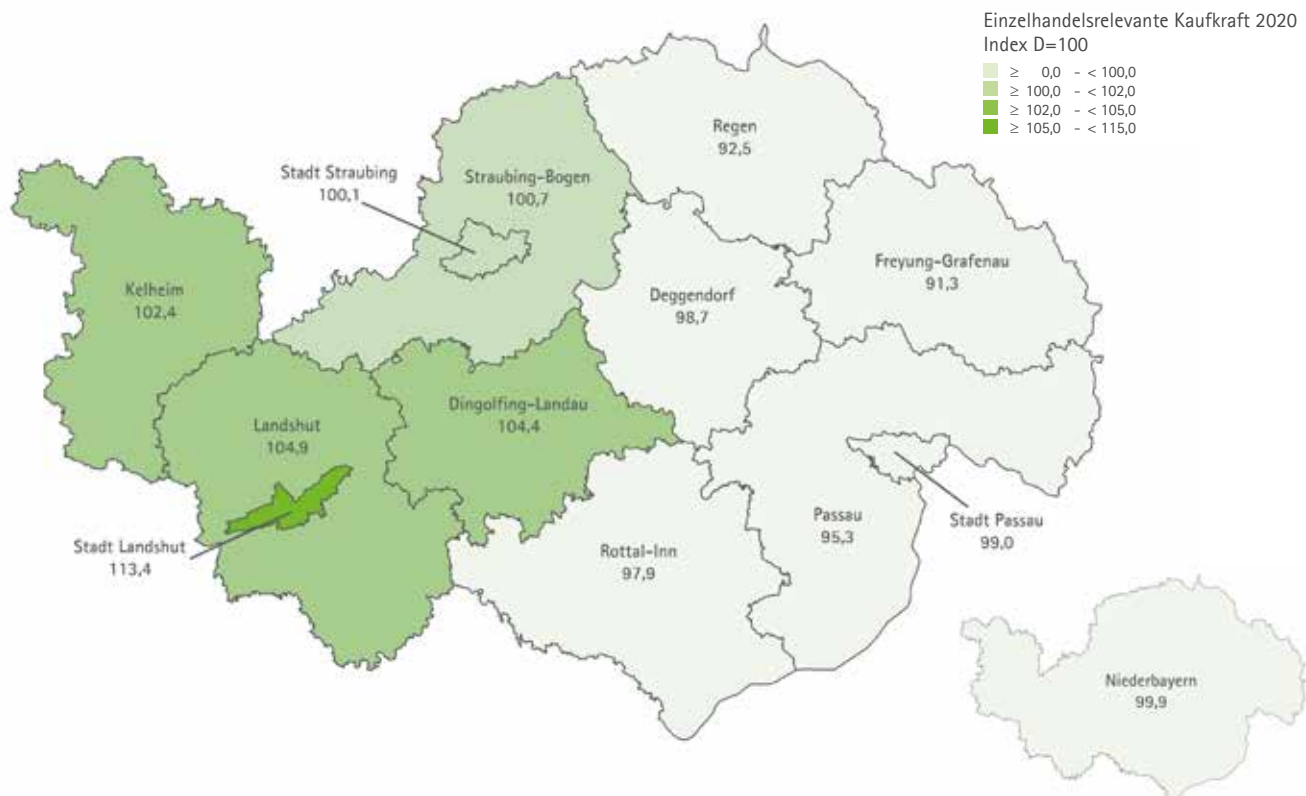 Einzelhandelsrelevante Kaufkraft 2020
Index D=100
≥ 0,0 - < 100,0
≥ 100,0 - < 102,0
≥ 102,0 - < 105,0
≥ 105,0 - < 115,0
Regen
92,5
Stadt Straubing
100,1
Straubing-Bogen
100,7
Freyung-Grafenau
91,3
Kelheim
102,4
Deggendorf
98,7
Dingolfing-Landau
104,4
Landshut
104,9
Stadt Landshut
113,4
Rottal-Inn
97,9
Passau
95,3
Stadt Passau
99,0
Niederbayern
99,9